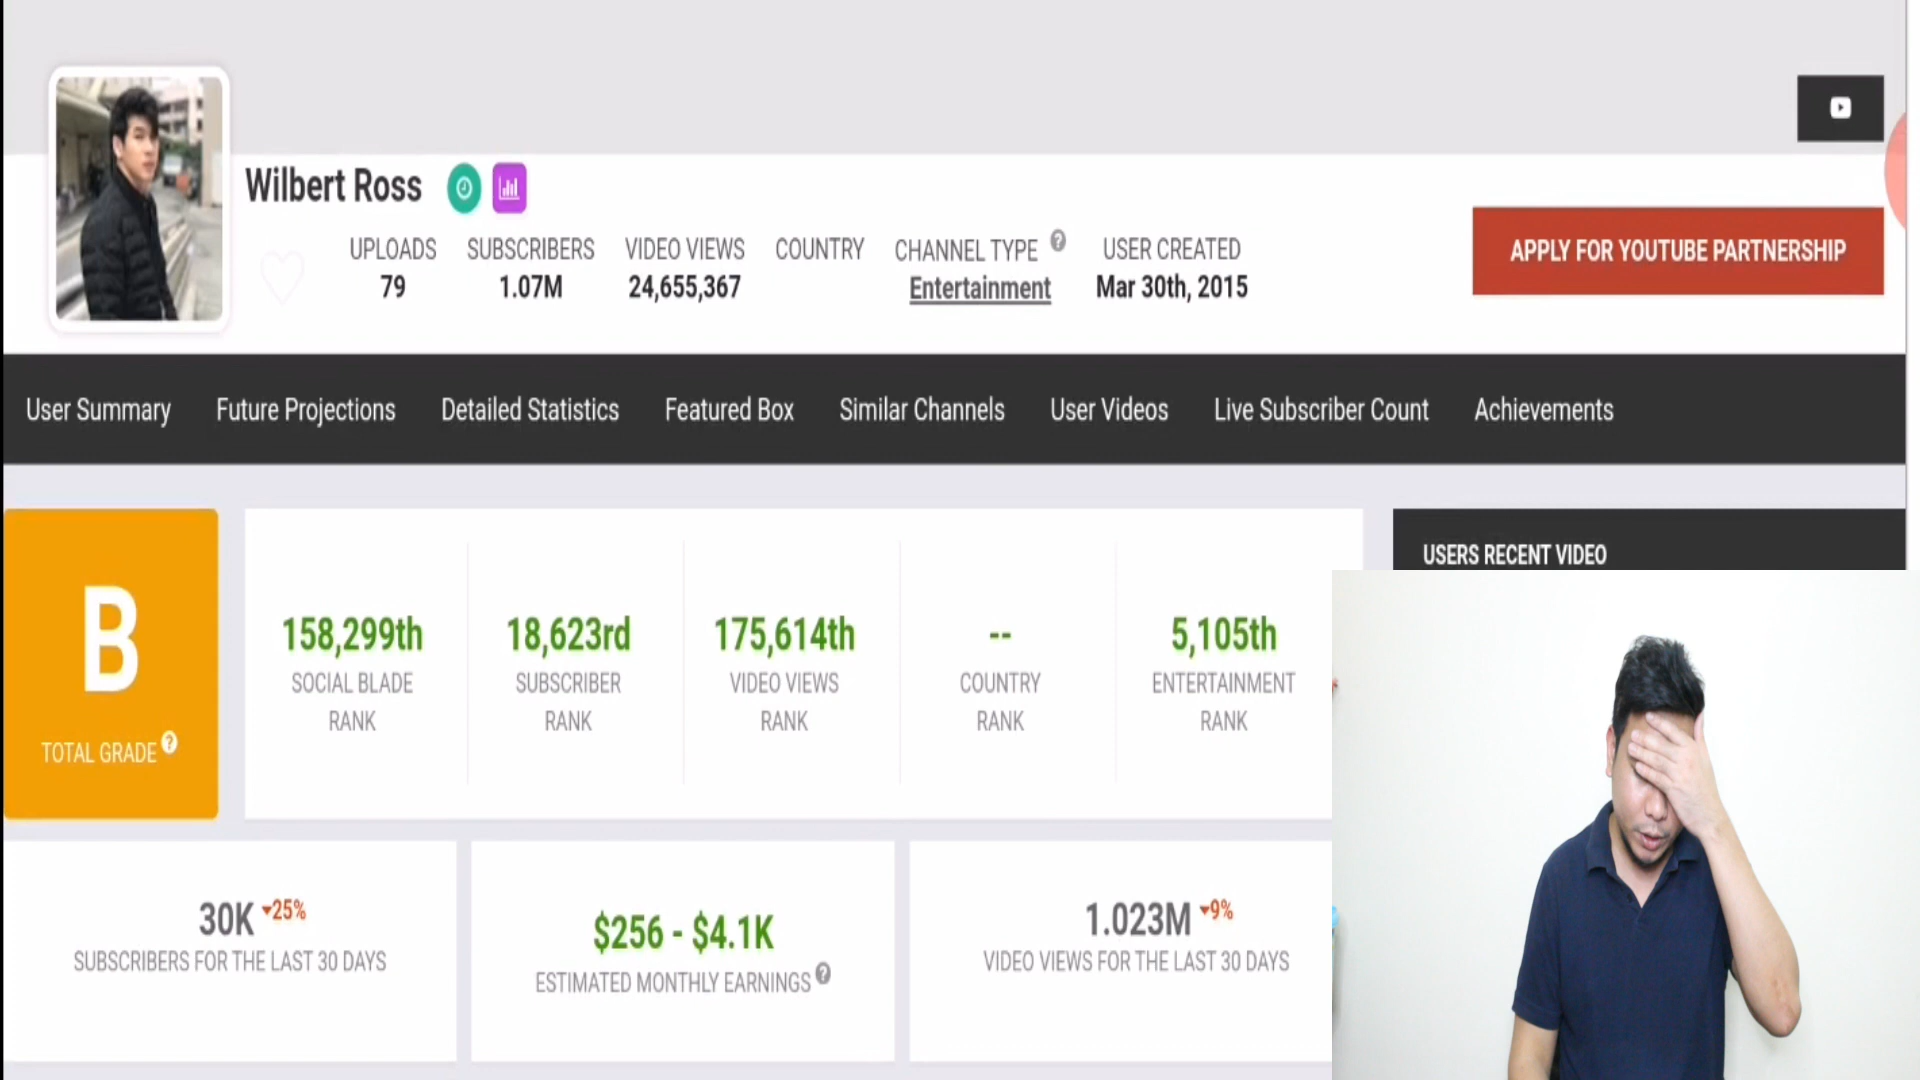 Wilbert Ross
UPLOADS
79
SUBSCRIBERS
1.07M
VIDEO VIEWS
24,655,367
COUNTRY
CHANNEL TYPE ?
Entertainment
USER CREATED
Mar 30th, 2015
APPLY FOR YOUTUBE PARTNERSHIP
User Summary
Future Projections
Detailed Statistics
Featured Box
Similar Channels
User Videos
Live Subscriber Count
Achievements
B
TOTAL GRADE ?
158,299th
SOCIAL BLADE
RANK
18,623rd
SUBSCRIBER
RANK
175,614th
VIDEO VIEWS
RANK
--
COUNTRY
RANK
5,105th
ENTERTAINMENT
RANK
USERS RECENT VIDEO
30K 25%
SUBSCRIBERS FOR THE LAST 30 DAYS
$256 - $4.1K
ESTIMATED MONTHLY EARNINGS ?
1.023M 9%
VIDEO VIEWS FOR THE LAST 30 DAYS